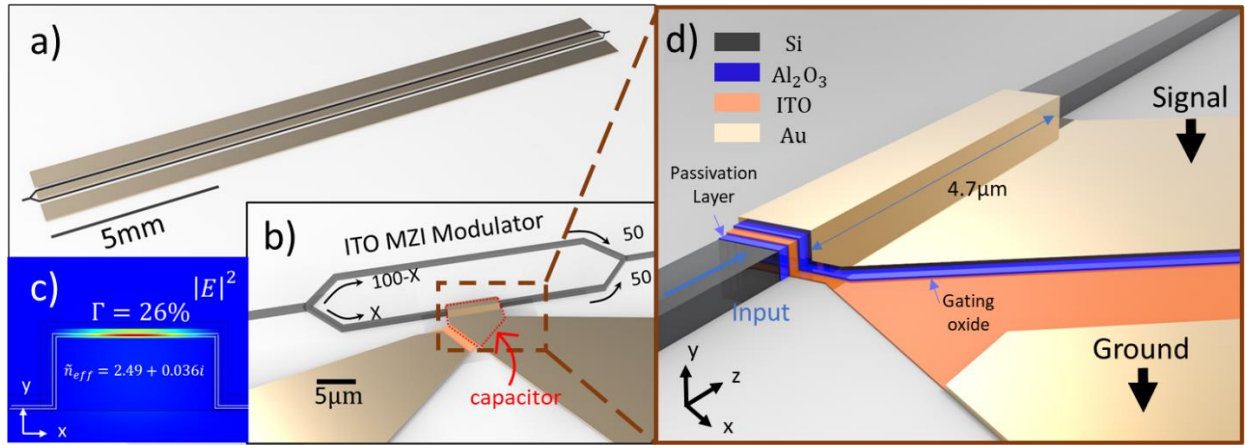 a)
5mm
b)
ITO MZI Modulator
100-X
X
50
50
5μm
capacitor
c)
|E|²
Γ = 26%
ñeff = 2.49 + 0.036i
y
x
d)
Si
Al₂O₃
ITO
Au
Signal
Passivation
Layer
4.7μm
Input
Gating
oxide
Ground
y
z
x